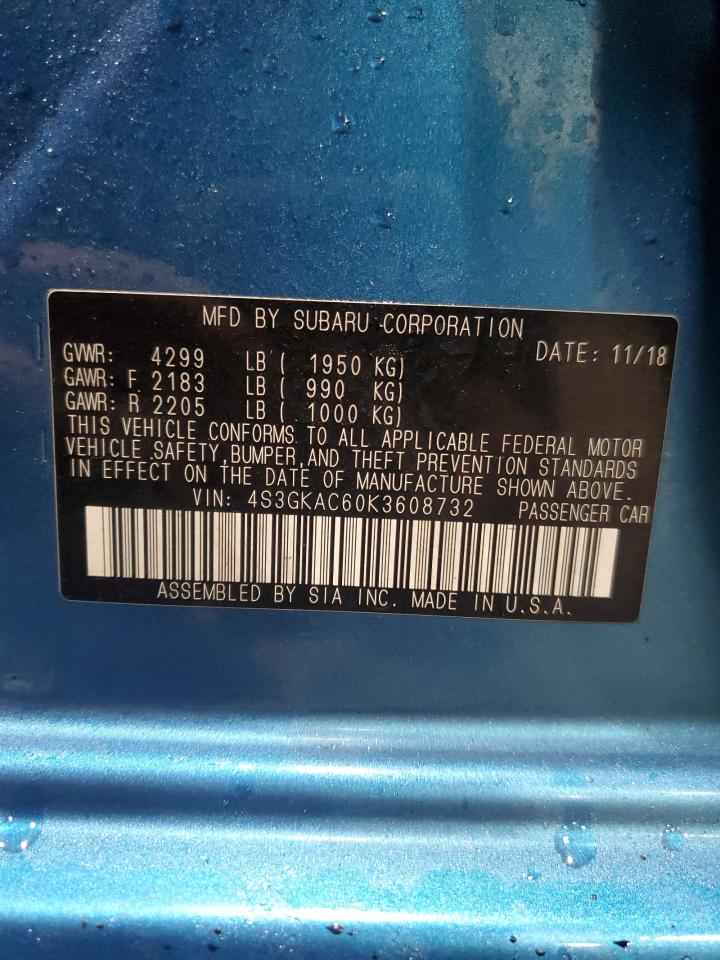 MFD BY SUBARU CORPORATION
DATE: 11/18
GVWR: 4299 LB ( 1950 KG)
GAWR: F 2183 LB ( 990 KG)
GAWR: R 2205 LB ( 1000 KG)
THIS VEHICLE CONFORMS TO ALL APPLICABLE FEDERAL MOTOR
VEHICLE SAFETY, BUMPER, AND THEFT PREVENTION STANDARDS
IN EFFECT ON THE DATE OF MANUFACTURE SHOWN ABOVE.
VIN: 4S3GKAC60K3608732 PASSENGER CAR
ASSEMBLED BY SIA INC. MADE IN U.S.A.